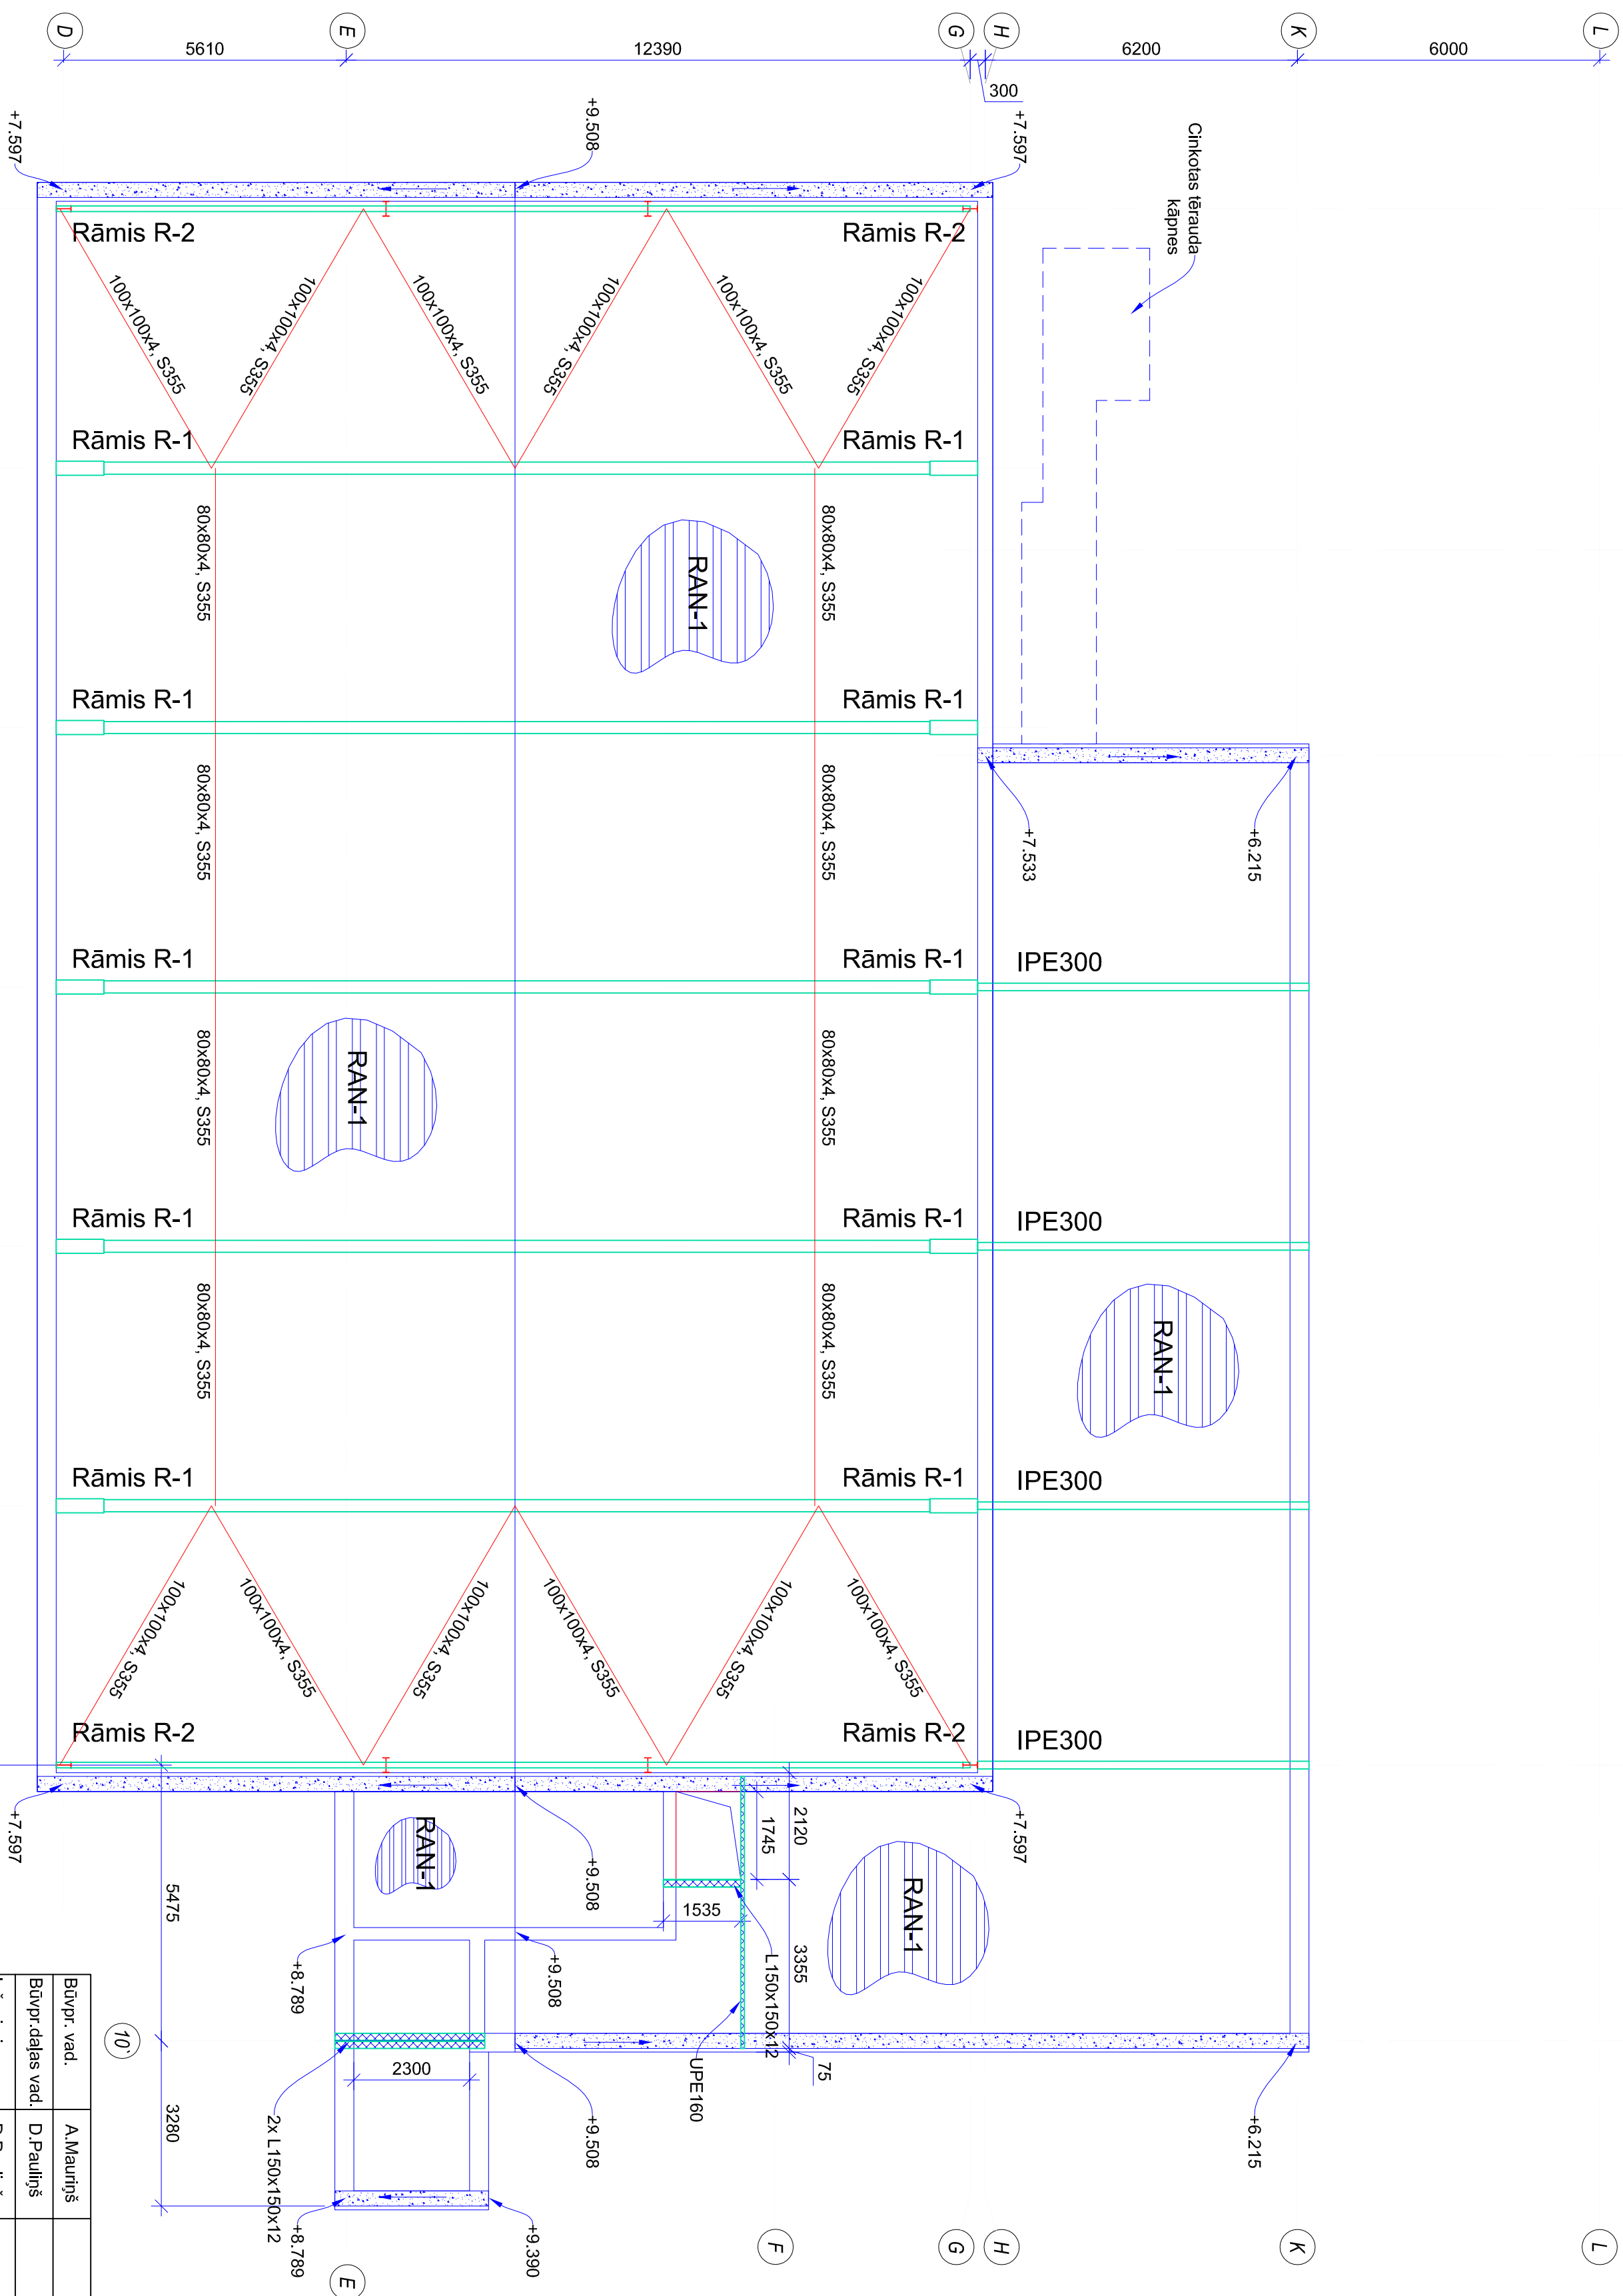 D
E
G
H
K
L
5610
12390
6200
6000
300
+7.597
+9.508
+7.597
Cinkotas tērauda
kāpnes
Rāmis R-2
Rāmis R-2
100x100x4, S355
100x100x4, S355
100x100x4, S355
100x100x4, S355
100x100x4, S355
100x100x4, S355
Rāmis R-1
Rāmis R-1
80x80x4, S355
RAN-1
80x80x4, S355
Rāmis R-1
Rāmis R-1
80x80x4, S355
80x80x4, S355
+7.533
+6.215
Rāmis R-1
Rāmis R-1
IPE300
80x80x4, S355
RAN-1
80x80x4, S355
Rāmis R-1
Rāmis R-1
IPE300
80x80x4, S355
80x80x4, S355
RAN-1
Rāmis R-1
Rāmis R-1
IPE300
100x100x4, S355
100x100x4, S355
100x100x4, S355
100x100x4, S355
100x100x4, S355
100x100x4, S355
Rāmis R-2
Rāmis R-2
IPE300
+7.597
RAN-1
+9.508
2120
1745
+7.597
RAN-1
5475
1535
+8.789
+9.508
L150x150x12
3355
75
10`
2300
UPE160
3280
2x L150x150x12
+9.508
+6.215
+8.789
+9.390
Būvpr. vad.
A.Mauriņš
Būvpr.daļas vad.
D.Pauliņš
E
F
G
H
K
L